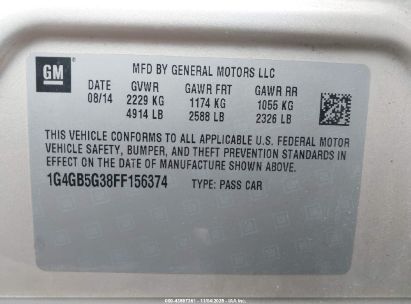 GM
MFD BY GENERAL MOTORS LLC
DATE GVWR GAWR FRT GAWR RR
08/14 2229 KG 1174 KG 1055 KG
4914 LB 2588 LB 2326 LB
THIS VEHICLE CONFORMS TO ALL APPLICABLE U.S. FEDERAL MOTOR
VEHICLE SAFETY, BUMPER, AND THEFT PREVENTION STANDARDS IN
EFFECT ON THE DATE OF MANUFACTURE SHOWN ABOVE.
1G4GB5G38FF156374 TYPE: PASS CAR